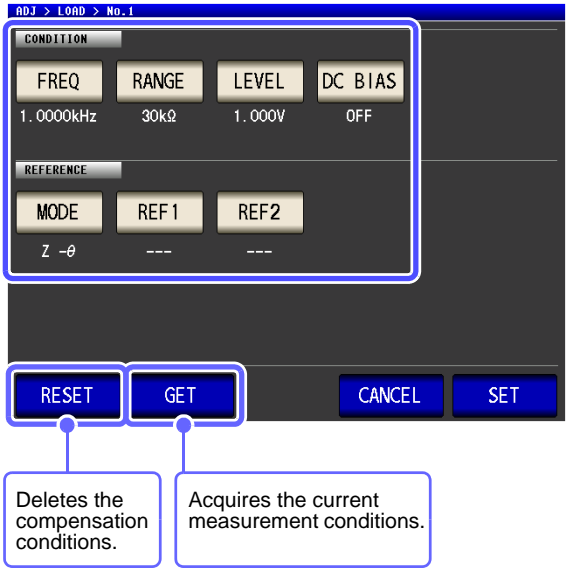 ADJ > LOAD > No.1
CONDITION
FREQ RANGE LEVEL DC BIAS
1.0000kHz 30kΩ 1.000V OFF
REFERENCE
MODE REF1 REF2
Z -θ --- ---
RESET GET CANCEL SET
Deletes the
compensation
conditions.
Acquires the current
measurement conditions.